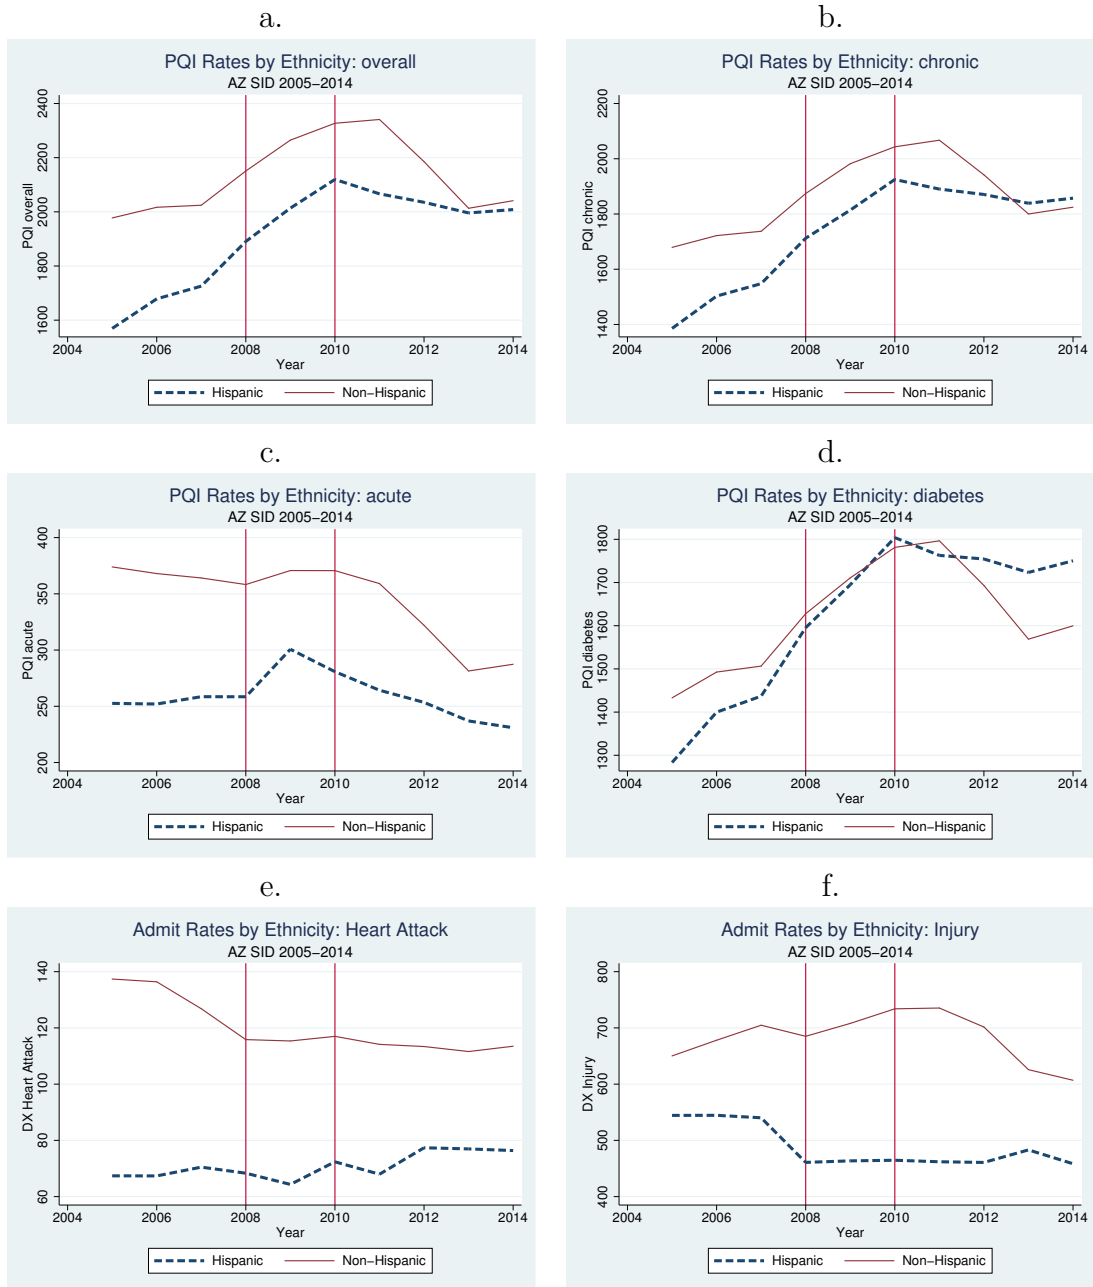 a.
PQI Rates by Ethnicity: overall
AZ SID 2005−2014
PQI overall
2400
2200
2000
1800
1600
2004 2006 2008 2010 2012 2014
Year
Hispanic Non−Hispanic
b.
PQI Rates by Ethnicity: chronic
AZ SID 2005−2014
PQI chronic
2200
2000
1800
1600
1400
2004 2006 2008 2010 2012 2014
Year
Hispanic Non−Hispanic
c.
PQI Rates by Ethnicity: acute
AZ SID 2005−2014
PQI acute
400
350
300
250
200
2004 2006 2008 2010 2012 2014
Year
Hispanic Non−Hispanic
d.
PQI Rates by Ethnicity: diabetes
AZ SID 2005−2014
PQI diabetes
1800
1700
1600
1500
1400
1300
2004 2006 2008 2010 2012 2014
Year
Hispanic Non−Hispanic
e.
Admit Rates by Ethnicity: Heart Attack
AZ SID 2005−2014
DX Heart Attack
140
120
100
80
60
2004 2006 2008 2010 2012 2014
Year
Hispanic Non−Hispanic
f.
Admit Rates by Ethnicity: Injury
AZ SID 2005−2014
DX Injury
800
700
600
500
400
2004 2006 2008 2010 2012 2014
Year
Hispanic Non−Hispanic